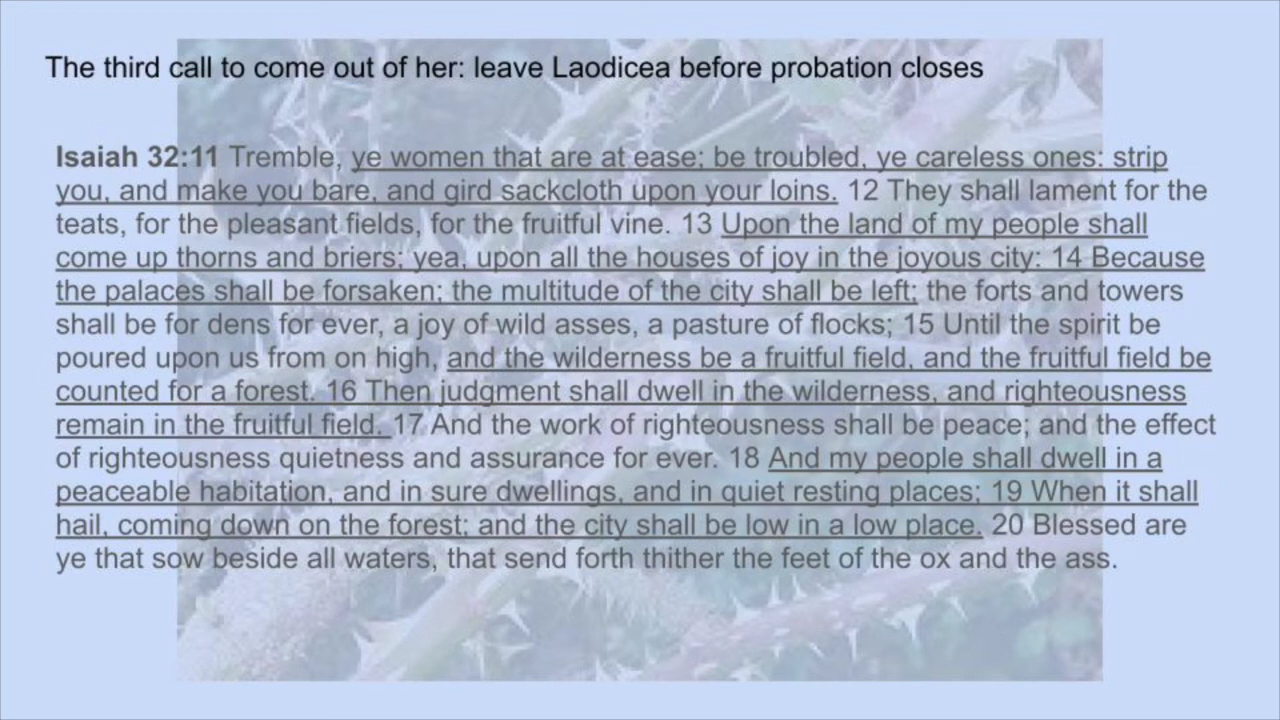 The third call to come out of her: leave Laodicea before probation closes
Isaiah 32:11 Tremble, ye women that are at ease; be troubled, ye careless ones: strip
you, and make you bare, and gird sackcloth upon your loins. 12 They shall lament for the
teats, for the pleasant fields, for the fruitful vine. 13 Upon the land of my people shall
come up thorns and briers; yea, upon all the houses of joy in the joyous city: 14 Because
the palaces shall be forsaken; the multitude of the city shall be left; the forts and towers
shall be for dens for ever, a joy of wild asses, a pasture of flocks; 15 Until the spirit be
poured upon us from on high, and the wilderness be a fruitful field, and the fruitful field be
counted for a forest. 16 Then judgment shall dwell in the wilderness, and righteousness
remain in the fruitful field. 17 And the work of righteousness shall be peace; and the effect
of righteousness quietness and assurance for ever. 18 And my people shall dwell in a
peaceable habitation, and in sure dwellings, and in quiet resting places; 19 When it shall
hail, coming down on the forest; and the city shall be low in a low place. 20 Blessed are
ye that sow beside all waters, that send forth thither the feet of the ox and the ass.